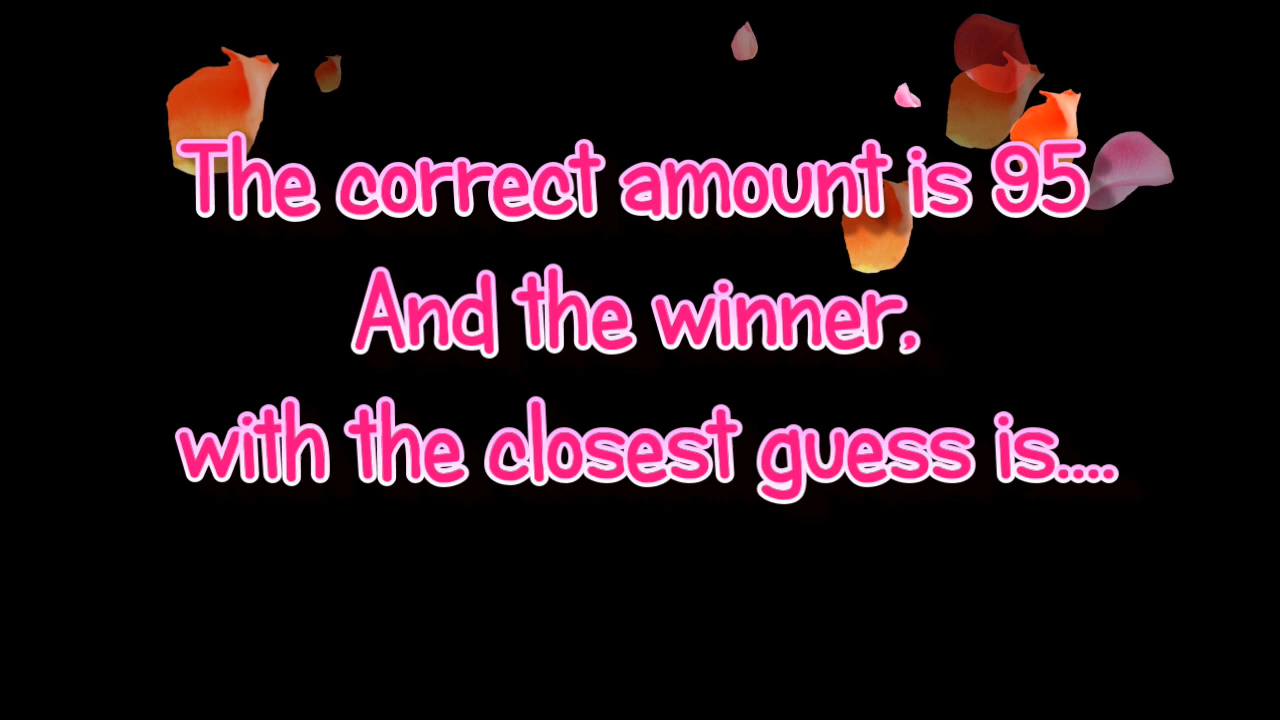 The correct amount is 95
And the winner,
with the closest guess is....